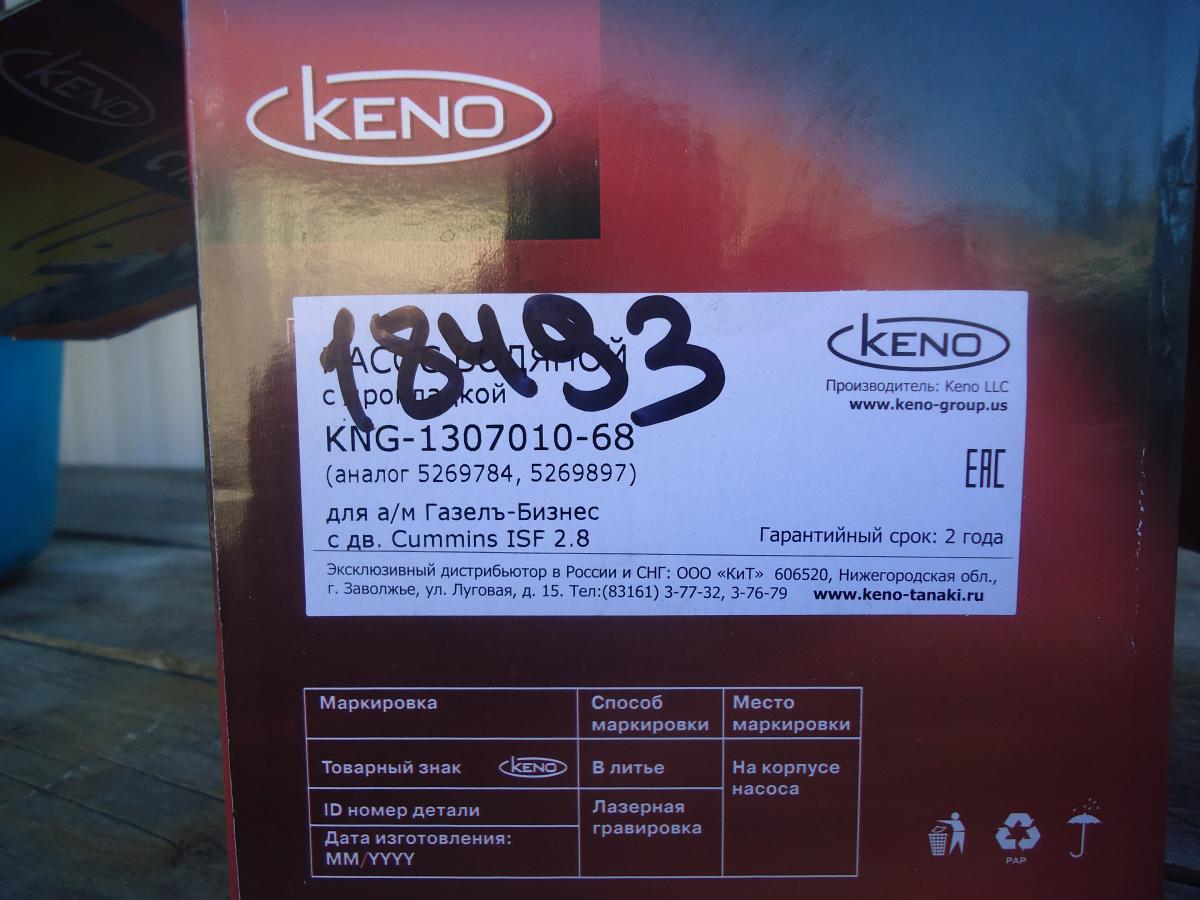 KENO
KENO
18493
НАСОС ВОДЯНОЙ
с прокладкой
KNG-1307010-68
(аналог 5269784, 5269897)
для а/м Газелъ-Бизнес
с дв. Cummins ISF 2.8
KENO
Производитель: Keno LLC
www.keno-group.us
EAC
Гарантийный срок: 2 года
Эксклюзивный дистрибьютор в России и СНГ: ООО «КиТ» 606520, Нижегородская обл.,
г. Заволжье, ул. Луговая, д. 15. Тел:(83161) 3-77-32, 3-76-79 www.keno-tanaki.ru
Маркировка Способ маркировки Место маркировки
Товарный знак KENO В литье На корпусе насоса
ID номер детали Лазерная гравировка
Дата изготовления:
MM/YYYY
PAP